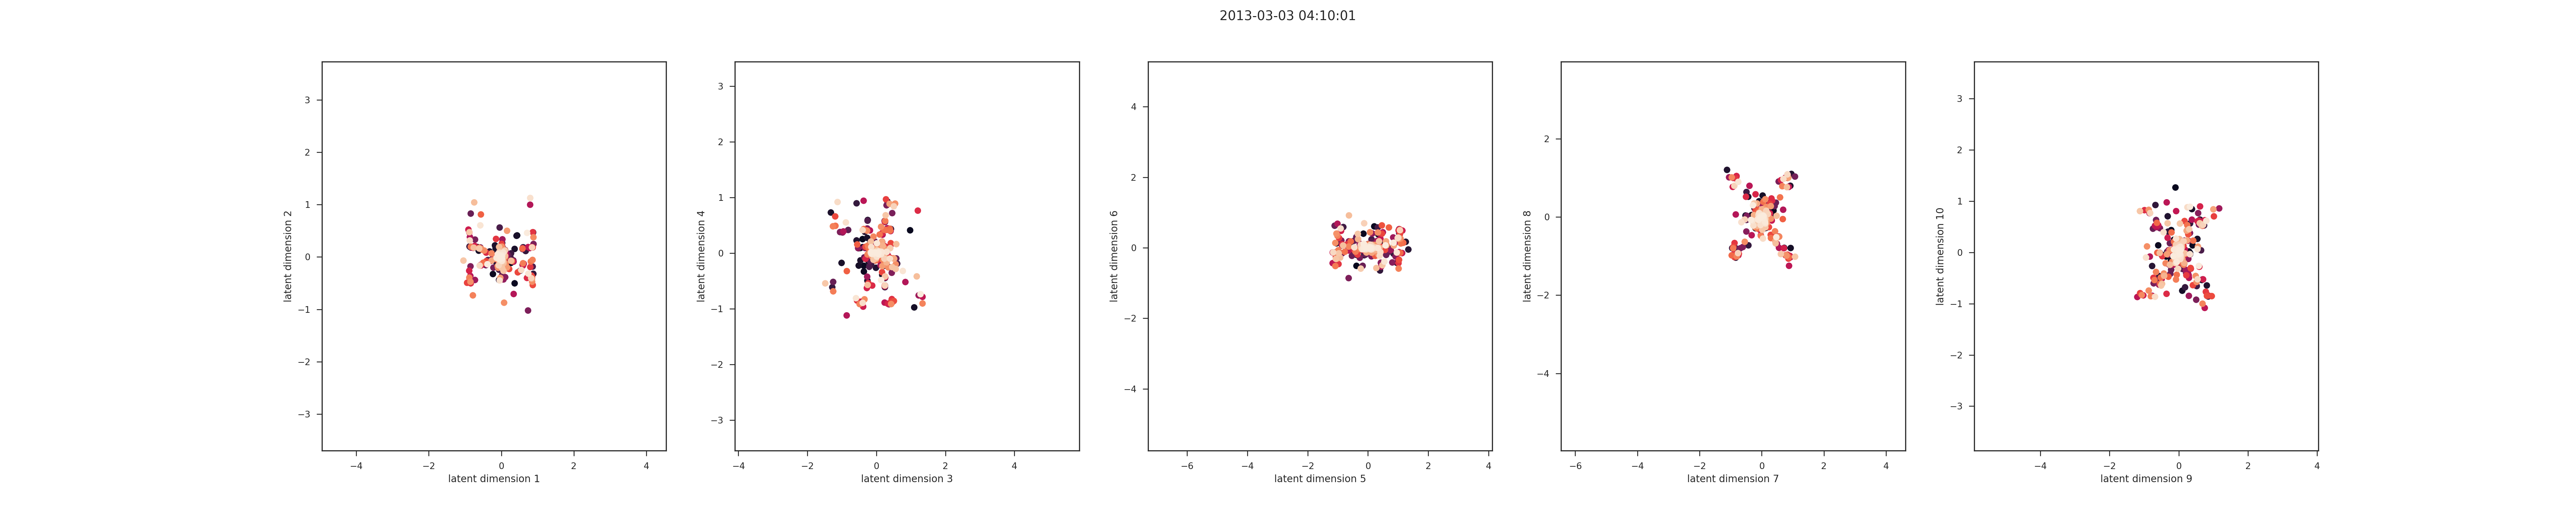 2013-03-03 04:10:01
3
2
1
0
−1
−2
−3
latent dimension 2
−4 −2 0 2 4
latent dimension 1
3
2
1
0
−1
−2
−3
latent dimension 4
−4 −2 0 2 4
latent dimension 3
4
2
0
−2
−4
latent dimension 6
−6 −4 −2 0 2 4
latent dimension 5
2
0
−2
−4
latent dimension 8
−6 −4 −2 0 2 4
latent dimension 7
3
2
1
0
−1
−2
−3
latent dimension 10
−4 −2 0 2 4
latent dimension 9